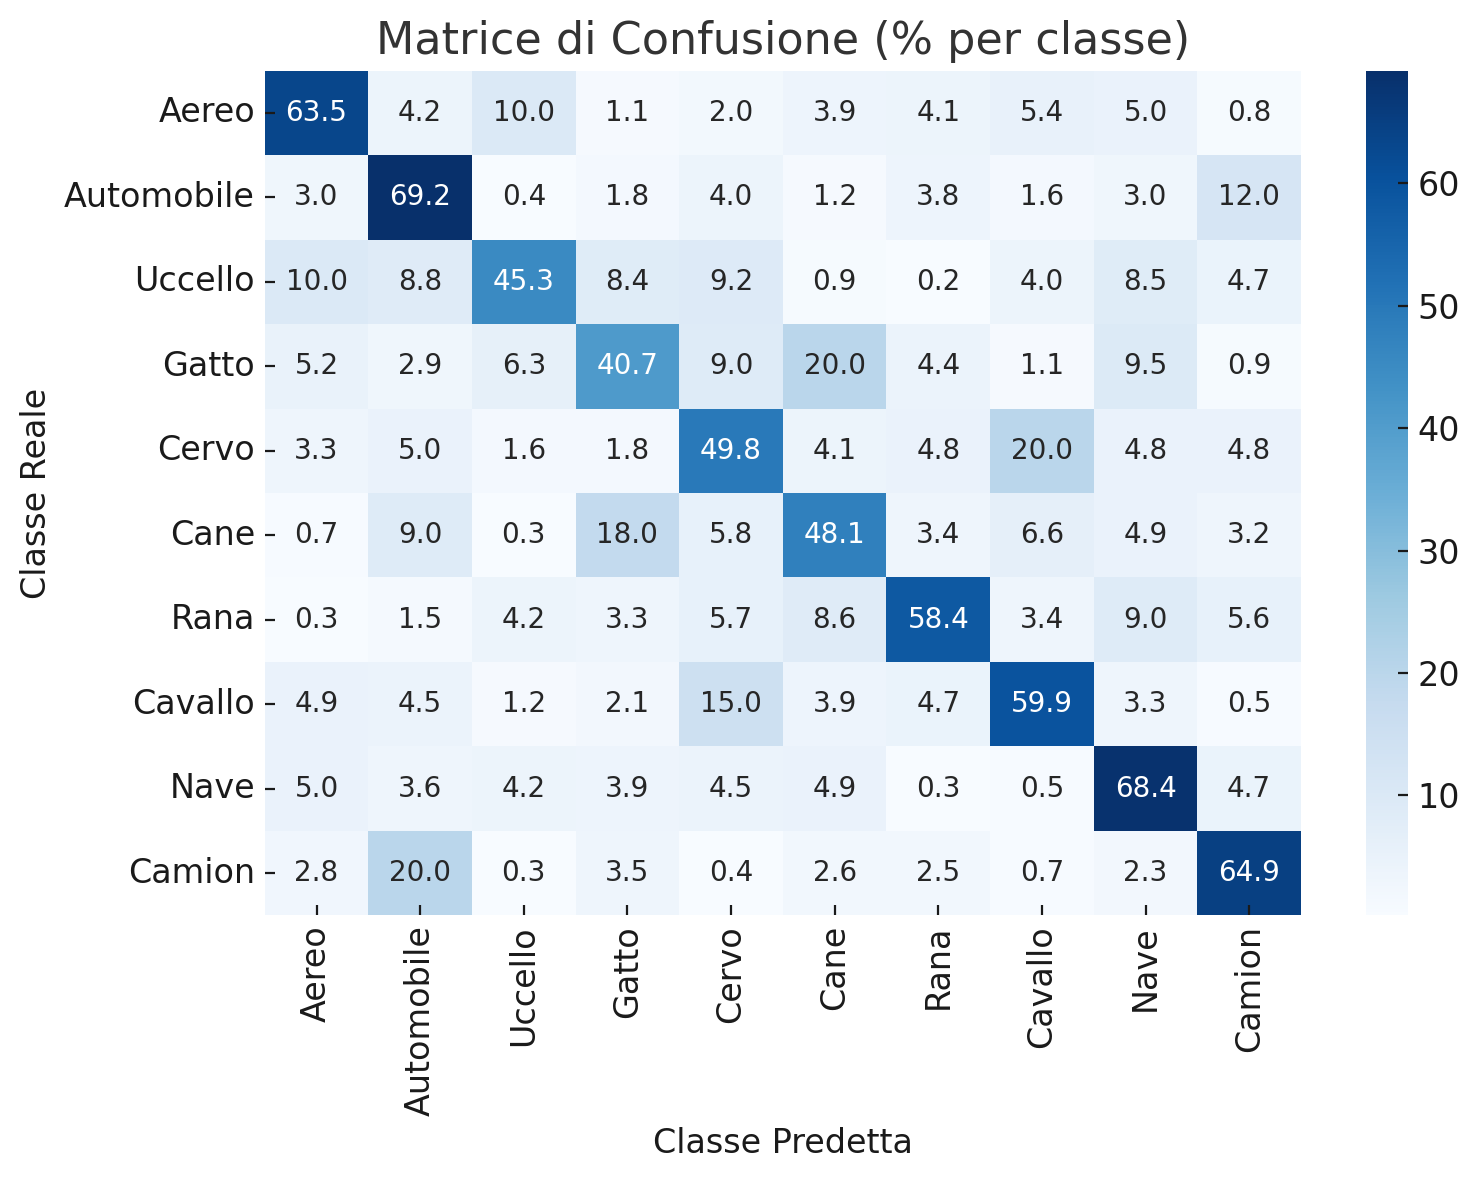 Matrice di Confusione (% per classe)
Aereo 63.5 4.2 10.0 1.1 2.0 3.9 4.1 5.4 5.0 0.8
Automobile 3.0 69.2 0.4 1.8 4.0 1.2 3.8 1.6 3.0 12.0
Uccello 10.0 8.8 45.3 8.4 9.2 0.9 0.2 4.0 8.5 4.7
Gatto 5.2 2.9 6.3 40.7 9.0 20.0 4.4 1.1 9.5 0.9
Cervo 3.3 5.0 1.6 1.8 49.8 4.1 4.8 20.0 4.8 4.8
Cane 0.7 9.0 0.3 18.0 5.8 48.1 3.4 6.6 4.9 3.2
Rana 0.3 1.5 4.2 3.3 5.7 8.6 58.4 3.4 9.0 5.6
Cavallo 4.9 4.5 1.2 2.1 15.0 3.9 4.7 59.9 3.3 0.5
Nave 5.0 3.6 4.2 3.9 4.5 4.9 0.3 0.5 68.4 4.7
Camion 2.8 20.0 0.3 3.5 0.4 2.6 2.5 0.7 2.3 64.9
Aereo Automobile Uccello Gatto Cervo Cane Rana Cavallo Nave Camion
Classe Predetta
Classe Reale
60
50
40
30
20
10